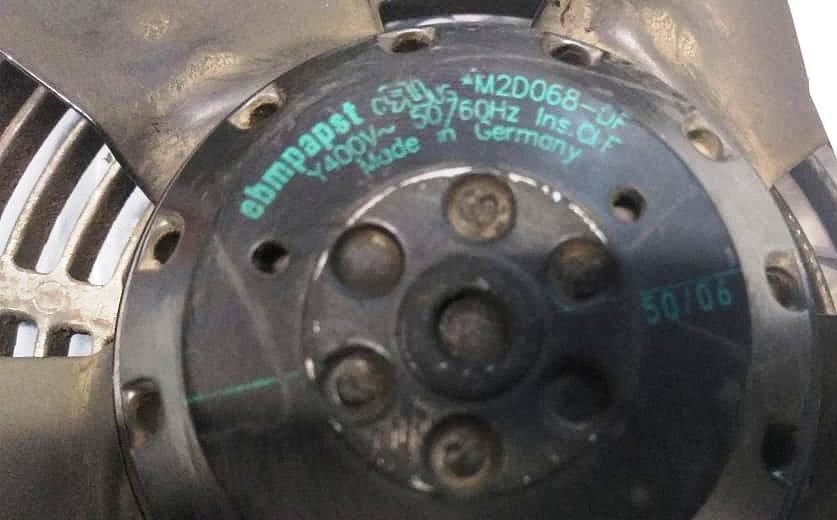 ebmpapst *M2D068-DF
Y400V~ 50/60Hz Ins.Cl F
Made in Germany
50/06